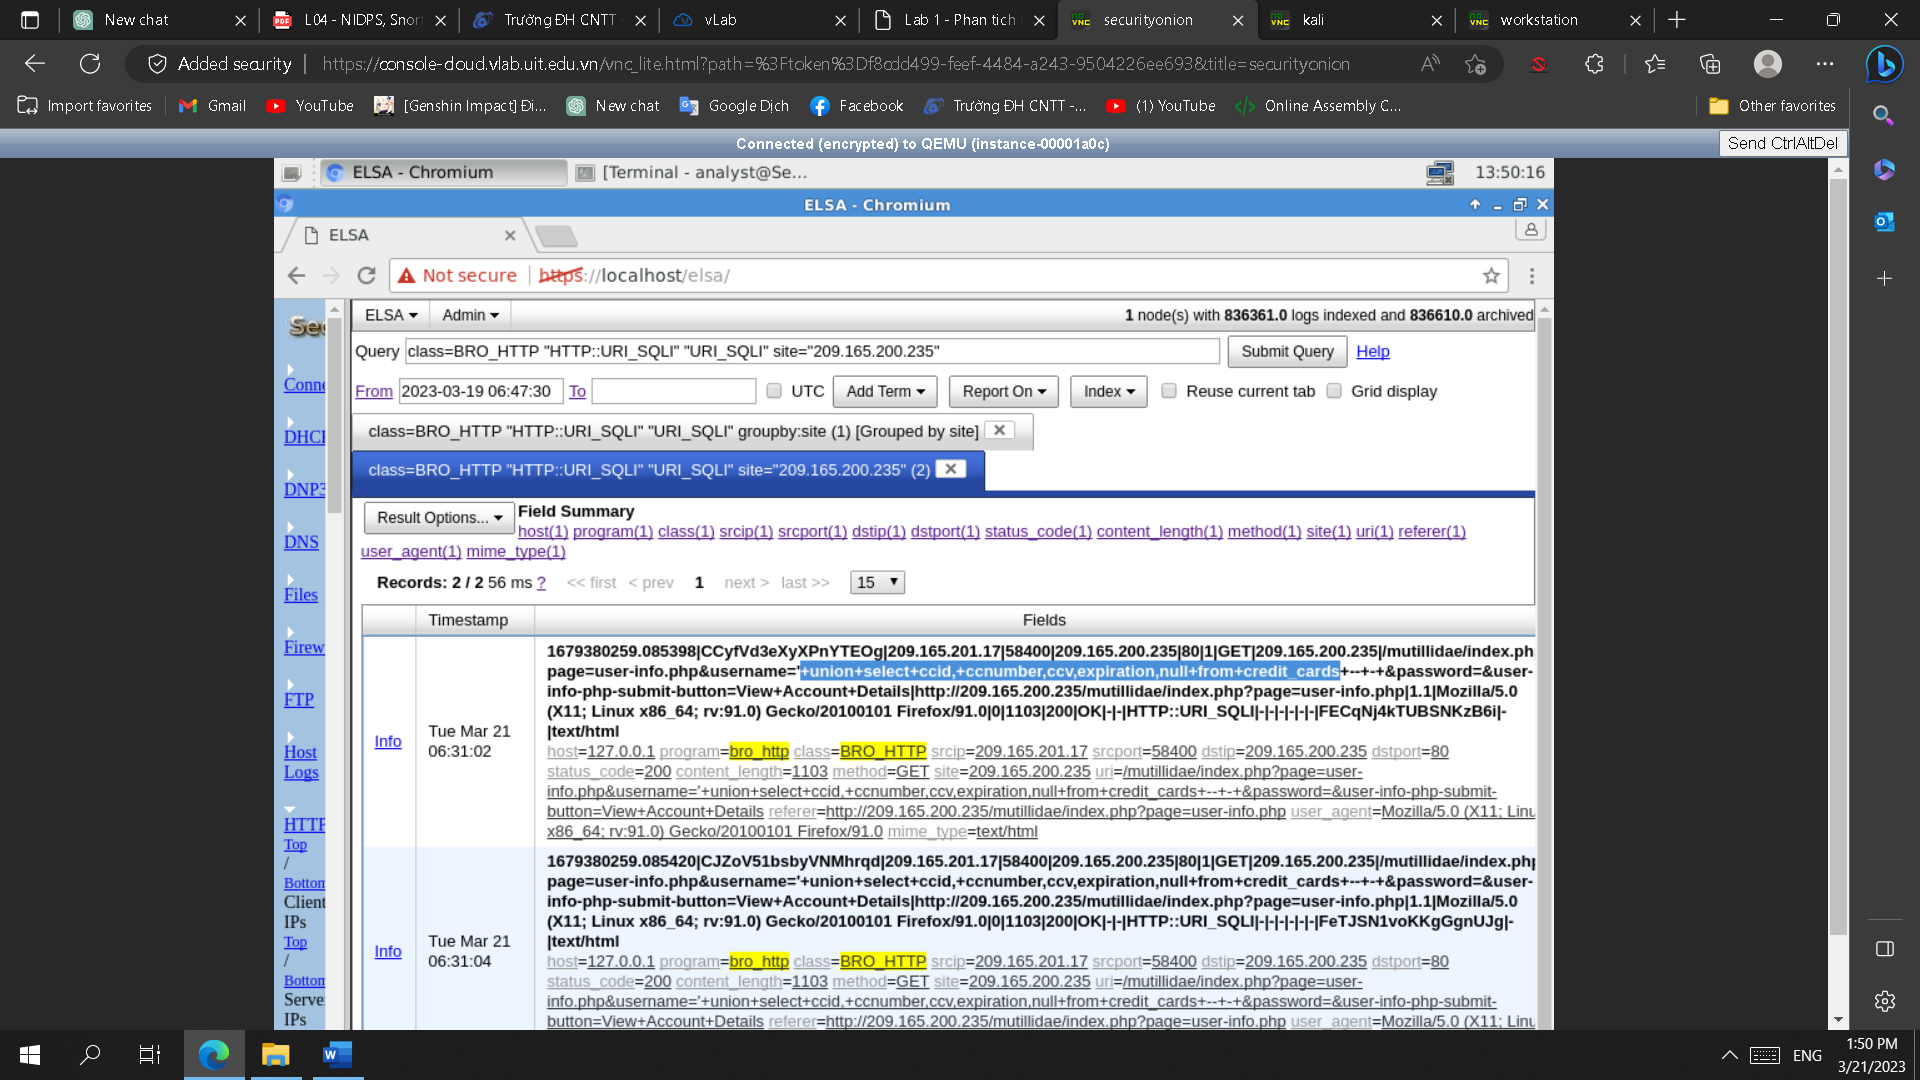 New chat
L04 - NIDPS, Snort
Trường ĐH CNTT -
vLab
Lab 1 - Phan tich
securityonion
kali
workstation
Added security
https://console-cloud.vlab.uit.edu.vn/vnc_lite.html?path=%3Ftoken%3Df8cdd499-feef-4484-a243-9504226ee693&title=securityonion
Import favorites
Gmail
YouTube
[Genshin Impact] Đi...
New chat
Google Dịch
Facebook
Trường ĐH CNTT -...
(1) YouTube
Online Assembly C...
Other favorites
Connected (encrypted) to QEMU (instance-00001a0c)
Send CtrlAltDel
ELSA - Chromium
[Terminal - analyst@Se...
13:50:16
ELSA - Chromium
ELSA
Not secure
https://localhost/elsa/
ELSA
Admin
1 node(s) with 836361.0 logs indexed and 836610.0 archived
Query class=BRO_HTTP "HTTP::URI_SQLI" "URI_SQLI" site="209.165.200.235"
Submit Query
Help
From 2023-03-19 06:47:30 To
UTC
Add Term
Report On
Index
Reuse current tab
Grid display
class=BRO_HTTP "HTTP::URI_SQLI" "URI_SQLI" groupby:site (1) [Grouped by site]
class=BRO_HTTP "HTTP::URI_SQLI" "URI_SQLI" site="209.165.200.235" (2)
Result Options...
Field Summary
host(1) program(1) class(1) srcip(1) srcport(1) dstip(1) dstport(1) status_code(1) content_length(1) method(1) site(1) uri(1) referer(1)
user_agent(1) mime_type(1)
Records: 2 / 2 56 ms ? << first < prev 1 next > last >> 15
Timestamp
Fields
Info
Tue Mar 21
06:31:02
1679380259.085398|CCyfVd3eXyXPnYTEOg|209.165.201.17|58400|209.165.200.235|80|1|GET|209.165.200.235|/mutillidae/index.ph
page=user-info.php&username='+union+select+ccid,+ccnumber,ccv,expiration,null+from+credit_cards+--+-+&password=&user-
info-php-submit-button=View+Account+Details|http://209.165.200.235/mutillidae/index.php?page=user-info.php|1.1|Mozilla/5.0
(X11; Linux x86_64; rv:91.0) Gecko/20100101 Firefox/91.0|0|1103|200|OK|-|-|HTTP::URI_SQLI|-|-|-|-|-|-|FECqNj4kTUBSNKzB6i|-
|text/html
host=127.0.0.1 program=bro_http class=BRO_HTTP srcip=209.165.201.17 srcport=58400 dstip=209.165.200.235 dstport=80
status_code=200 content_length=1103 method=GET site=209.165.200.235 uri=/mutillidae/index.php?page=user-
info.php&username='+union+select+ccid,+ccnumber,ccv,expiration,null+from+credit_cards+--+-+&password=&user-info-php-submit-
button=View+Account+Details referer=http://209.165.200.235/mutillidae/index.php?page=user-info.php user_agent=Mozilla/5.0 (X11; Linu
x86_64; rv:91.0) Gecko/20100101 Firefox/91.0 mime_type=text/html
Info
Tue Mar 21
06:31:04
1679380259.085420|CJZoV51bsbyVNMhrqd|209.165.201.17|58400|209.165.200.235|80|1|GET|209.165.200.235|/mutillidae/index.php
page=user-info.php&username='+union+select+ccid,+ccnumber,ccv,expiration,null+from+credit_cards+--+-+&password=&user-
info-php-submit-button=View+Account+Details|http://209.165.200.235/mutillidae/index.php?page=user-info.php|1.1|Mozilla/5.0
(X11; Linux x86_64; rv:91.0) Gecko/20100101 Firefox/91.0|0|1103|200|OK|-|-|HTTP::URI_SQLI|-|-|-|-|-|-|FeTJSN1voKKgGgnUJg|-
|text/html
host=127.0.0.1 program=bro_http class=BRO_HTTP srcip=209.165.201.17 srcport=58400 dstip=209.165.200.235 dstport=80
status_code=200 content_length=1103 method=GET site=209.165.200.235 uri=/mutillidae/index.php?page=user-
info.php&username='+union+select+ccid,+ccnumber,ccv,expiration,null+from+credit_cards+--+-+&password=&user-info-php-submit-
button=View+Account+Details referer=http://209.165.200.235/mutillidae/index.php?page=user-info.php user_agent=Mozilla/5.0 (X11; Linu
Sec
Conne
DHCP
DNP3
DNS
Files
Firew
FTP
Host
Logs
HTTP
Top
/
Bottom
Client
IPs
Top
/
Bottom
Server
IPs
ENG
1:50 PM
3/21/2023